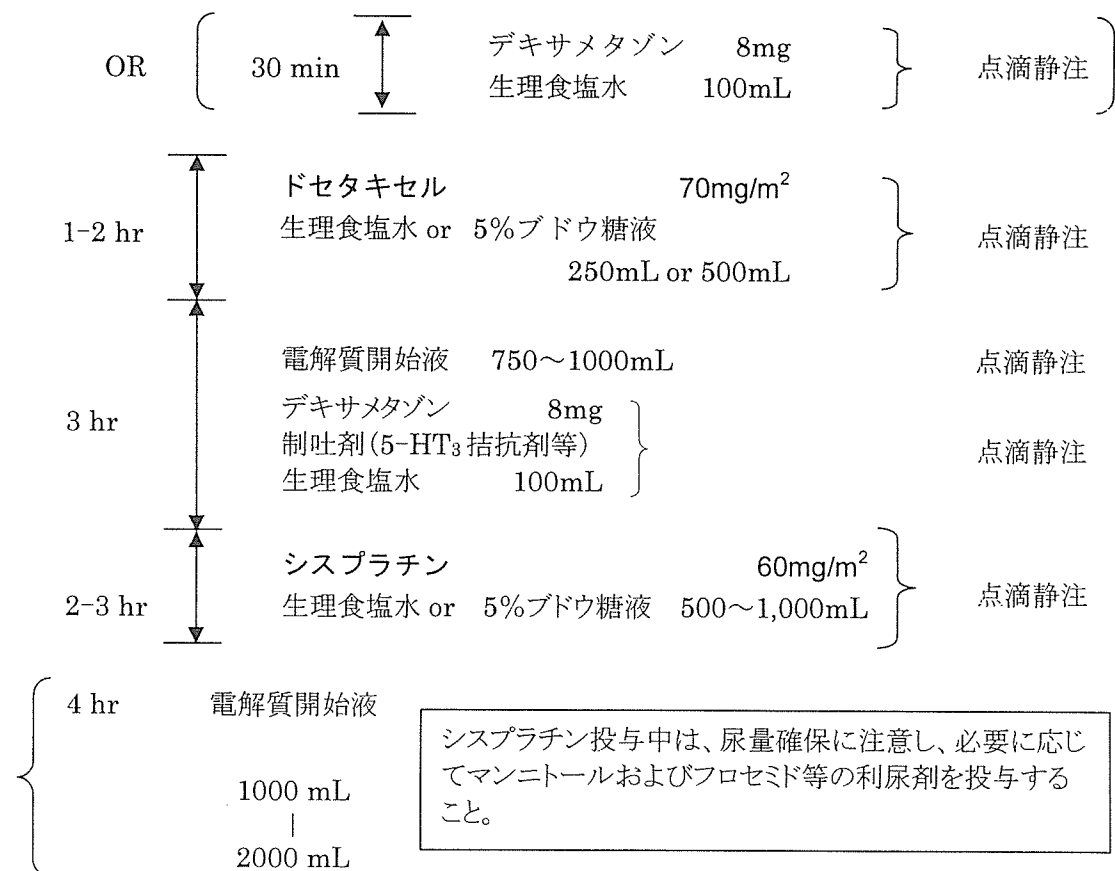 OR 30 min デキサメタゾン 8mg 点滴静注
生理食塩水 100mL
1-2 hr ドセタキセル 70mg/m² 点滴静注
生理食塩水 or 5%ブドウ糖液
250mL or 500mL
3 hr 電解質開始液 750～1000mL 点滴静注
デキサメタゾン 8mg
制吐剤(5-HT₃拮抗剤等) 点滴静注
生理食塩水 100mL
2-3 hr シスプラチン 60mg/m² 点滴静注
生理食塩水 or 5%ブドウ糖液 500～1,000mL
4 hr 電解質開始液
1000 mL
|
2000 mL
シスプラチン投与中は、尿量確保に注意し、必要に応じ
てマンニトールおよびフロセミド等の利尿剤を投与する
こと。